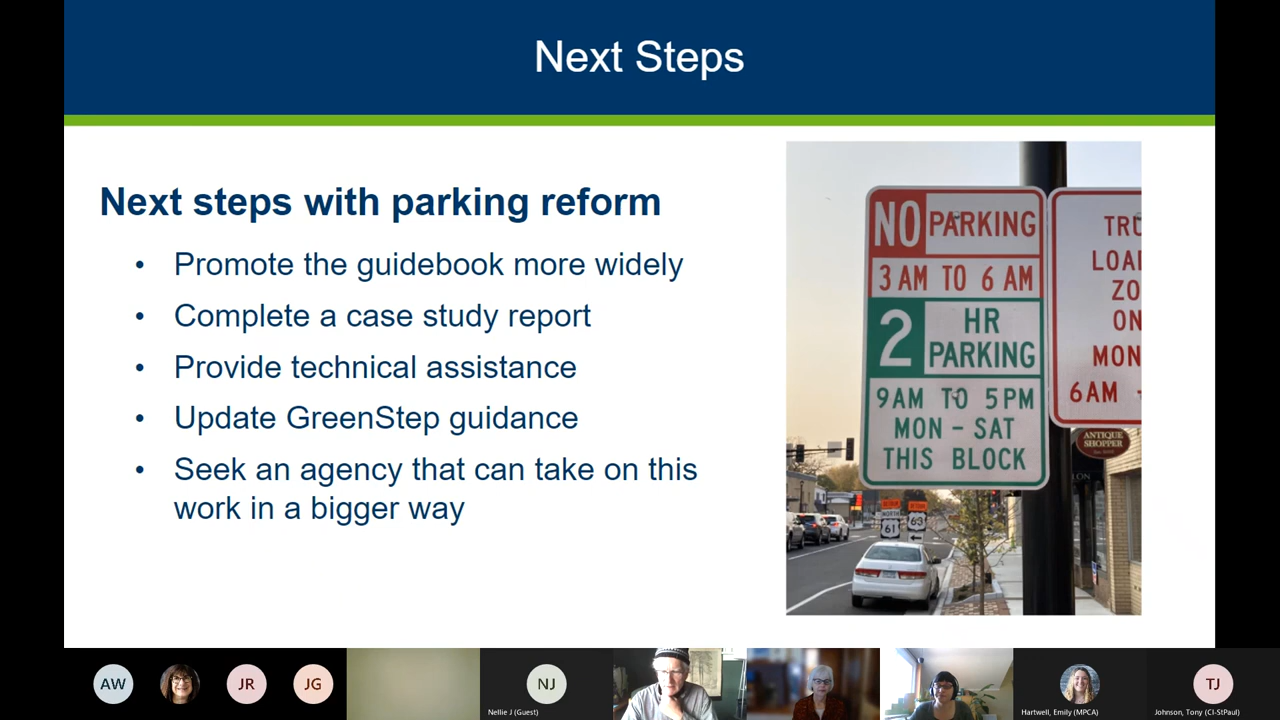 Next Steps
Next steps with parking reform
• Promote the guidebook more widely
• Complete a case study report
• Provide technical assistance
• Update GreenStep guidance
• Seek an agency that can take on this
work in a bigger way
NO PARKING
3 AM TO 6 AM
2 HR
PARKING
9AM TO 5PM
MON - SAT
THIS BLOCK
TRU
LOA
ZO
ON
MON
6AM
ANTIQUE
SHOPPER
NORTH
61
63
AW
JR
JG
NJ
Nellie J (Guest)
Hartwell, Emily (MPCA)
TJ
Johnson, Tony (CI-StPaul)